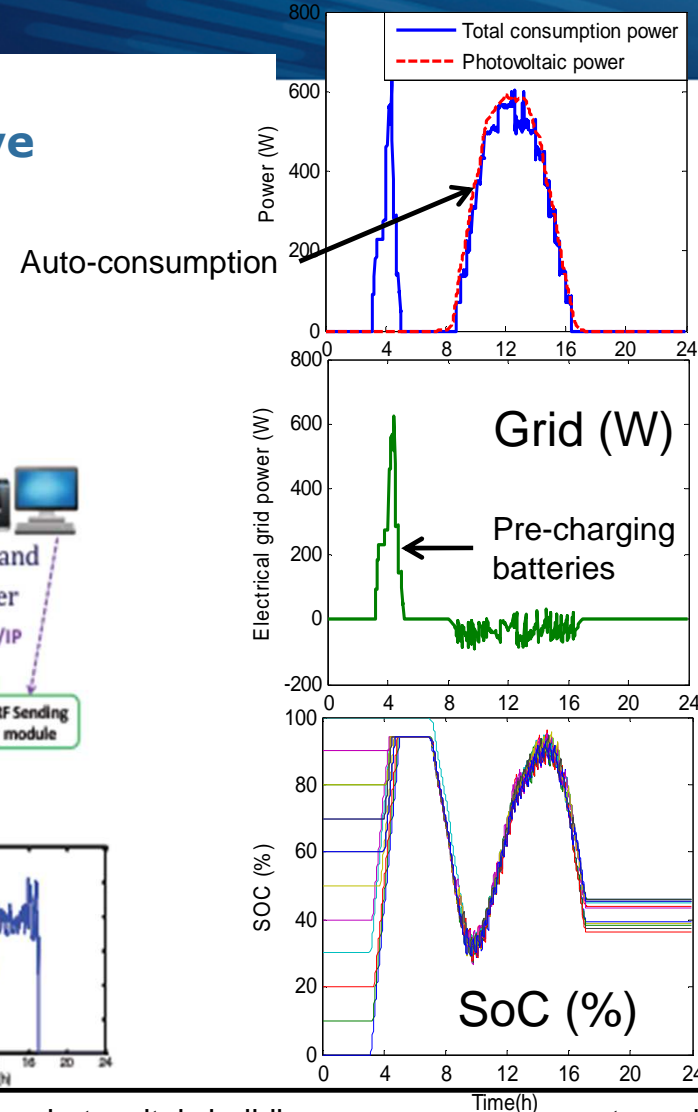 800
Total consumption power
Photovoltaic power
600
400
200
0
Power (W)
0 4 8 12 16 20 24
Auto-consumption
800
600
400
200
0
-200
Electrical grid power (W)
Grid (W)
Pre-charging
batteries
0 4 8 12 16 20 24
and
/IP
RF Sending
module
100
80
60
40
20
0
SOC (%)
SoC (%)
0 4 8 12 16 20 24
Time(h)
16 20 24